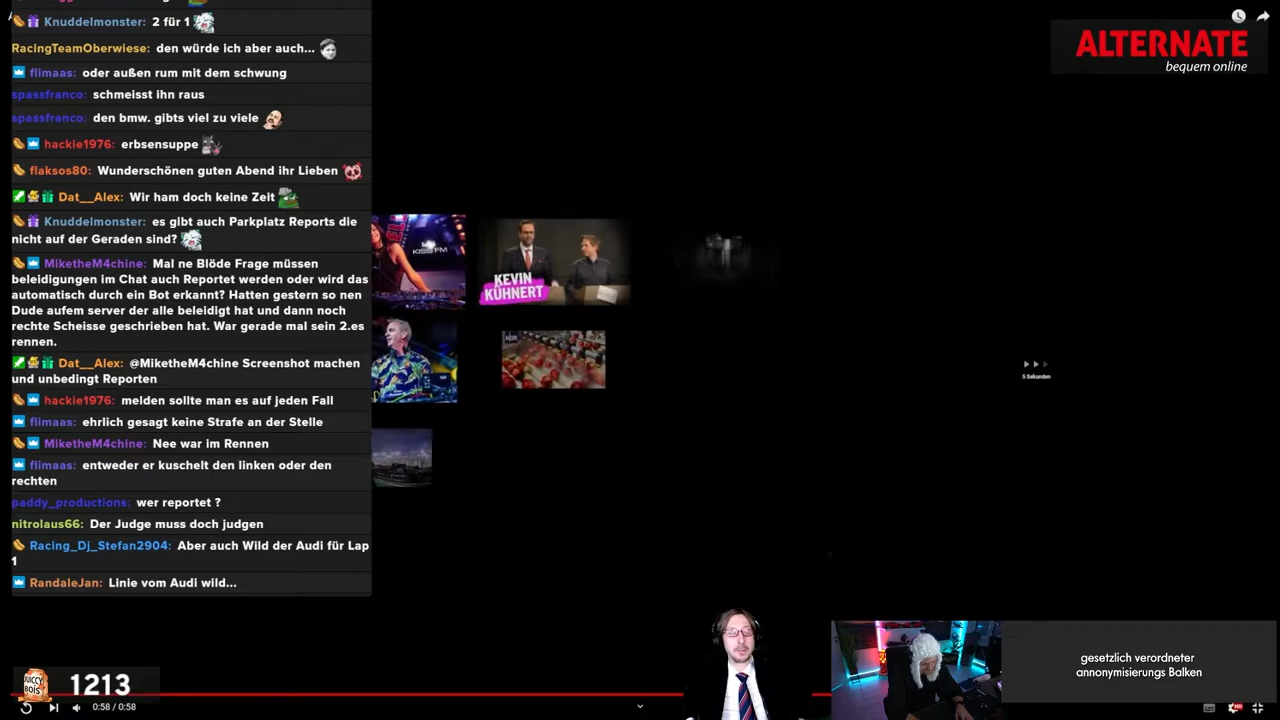 Knuddelmonster: 2 für 1
RacingTeamOberwiese: den würde ich aber auch...
flimaas: oder außen rum mit dem schwung
spassfranco: schmeisst ihn raus
spassfranco: den bmw. gibts viel zu viele
hackie1976: erbsensuppe
flaksos80: Wunderschönen guten Abend ihr Lieben
Dat__Alex: Wir ham doch keine Zeit
Knuddelmonster: es gibt auch Parkplatz Reports die
nicht auf der Geraden sind?
MiketheM4chine: Mal ne Blöde Frage müssen
beleidigungen im Chat auch Reportet werden oder wird das
automatisch durch ein Bot erkannt? Hatten gestern so nen
Dude aufem server der alle beleidigt hat und dann noch
rechte Scheisse geschrieben hat. War gerade mal sein 2.es
rennen.
Dat__Alex: @MiketheM4chine Screenshot machen
und unbedingt Reporten
hackie1976: melden sollte man es auf jeden Fall
flimaas: ehrlich gesagt keine Strafe an der Stelle
MiketheM4chine: Nee war im Rennen
flimaas: entweder er kuschelt den linken oder den
rechten
paddy_productions: wer reportet ?
nitrolaus66: Der Judge muss doch judgen
Racing_Dj_Stefan2904: Aber auch Wild der Audi für Lap
1
RandaleJan: Linie vom Audi wild...
ALTERNATE
bequem online
KISS FM
KEVIN
KÜHNERT
5 Sekunden
JUICCY
BOIS
1213
0:58 / 0:58
gesetzlich verordneter
annonymisierungs Balken
HD